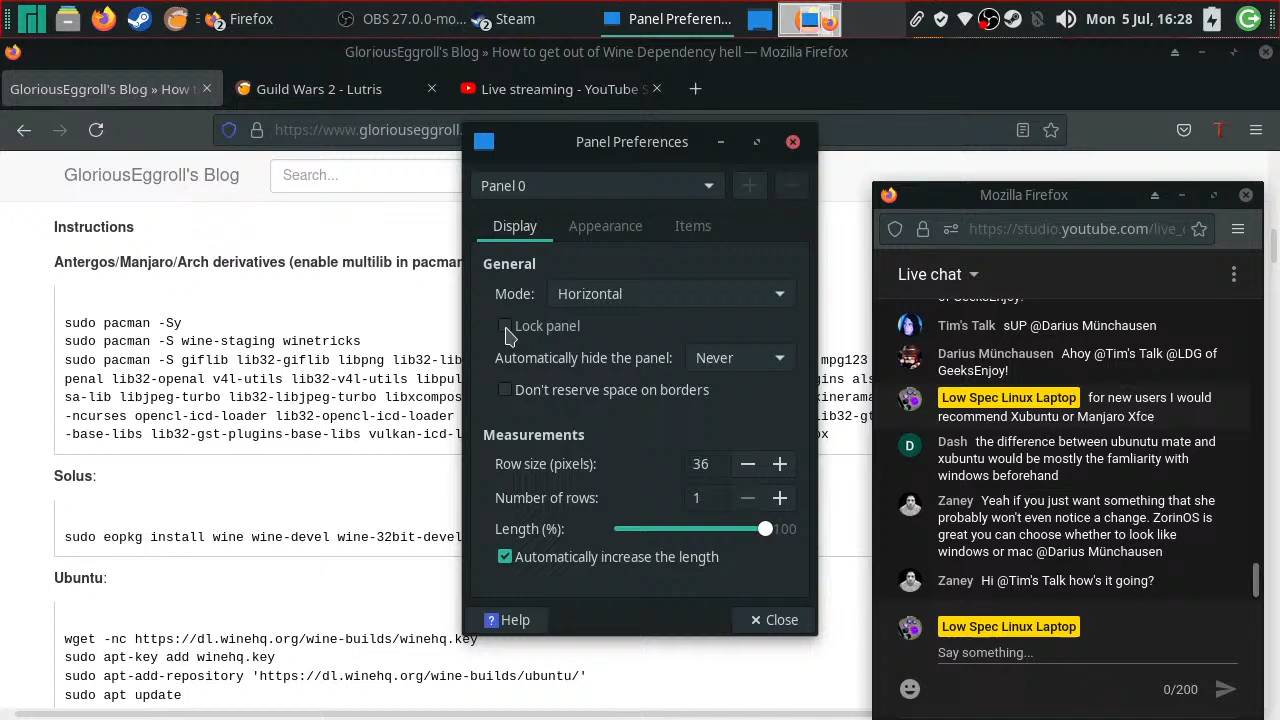 Firefox
OBS 27.0.0-mo...
Steam
Panel Preferen...
Mon 5 Jul, 16:28
GloriousEggroll's Blog » How to get out of Wine Dependency hell — Mozilla Firefox
GloriousEggroll's Blog » How t
Guild Wars 2 - Lutris
Live streaming - YouTube S
https://www.gloriouseggroll.
GloriousEggroll's Blog
Search...
Instructions
Antergos/Manjaro/Arch derivatives (enable multilib in pacmar
sudo pacman -Sy
sudo pacman -S wine-staging winetricks
sudo pacman -S giflib lib32-giflib libpng lib32-lib
mpg123
penal lib32-openal v4l-utils lib32-v4l-utils libpul
gins als
sa-lib libjpeg-turbo lib32-libjpeg-turbo libxcompos
inerama
-ncurses opencl-icd-loader lib32-opencl-icd-loader
lib32-gt
-base-libs lib32-gst-plugins-base-libs vulkan-icd-l
ox
Solus:
sudo eopkg install wine wine-devel wine-32bit-devel
Ubuntu:
wget -nc https://dl.winehq.org/wine-builds/winehq.key
sudo apt-key add winehq.key
sudo apt-add-repository 'https://dl.winehq.org/wine-builds/ubuntu/'
sudo apt update
Panel Preferences
Panel 0
Display
Appearance
Items
General
Mode:
Horizontal
Lock panel
Automatically hide the panel:
Never
Don't reserve space on borders
Measurements
Row size (pixels):
36
Number of rows:
1
Length (%):
100
Automatically increase the length
Help
Close
Mozilla Firefox
https://studio.youtube.com/live_c
Live chat
of GeeksEnjoy!
Tim's Talk sUP @Darius Münchausen
Darius Münchausen Ahoy @Tim's Talk @LDG of
GeeksEnjoy!
Low Spec Linux Laptop for new users I would
recommend Xubuntu or Manjaro Xfce
D
Dash the difference between ubunutu mate and
xubuntu would be mostly the famliarity with
windows beforehand
Zaney Yeah if you just want something that she
probably won't even notice a change. ZorinOS is
great you can choose whether to look like
windows or mac @Darius Münchausen
Zaney Hi @Tim's Talk how's it going?
Low Spec Linux Laptop
Say something...
0/200